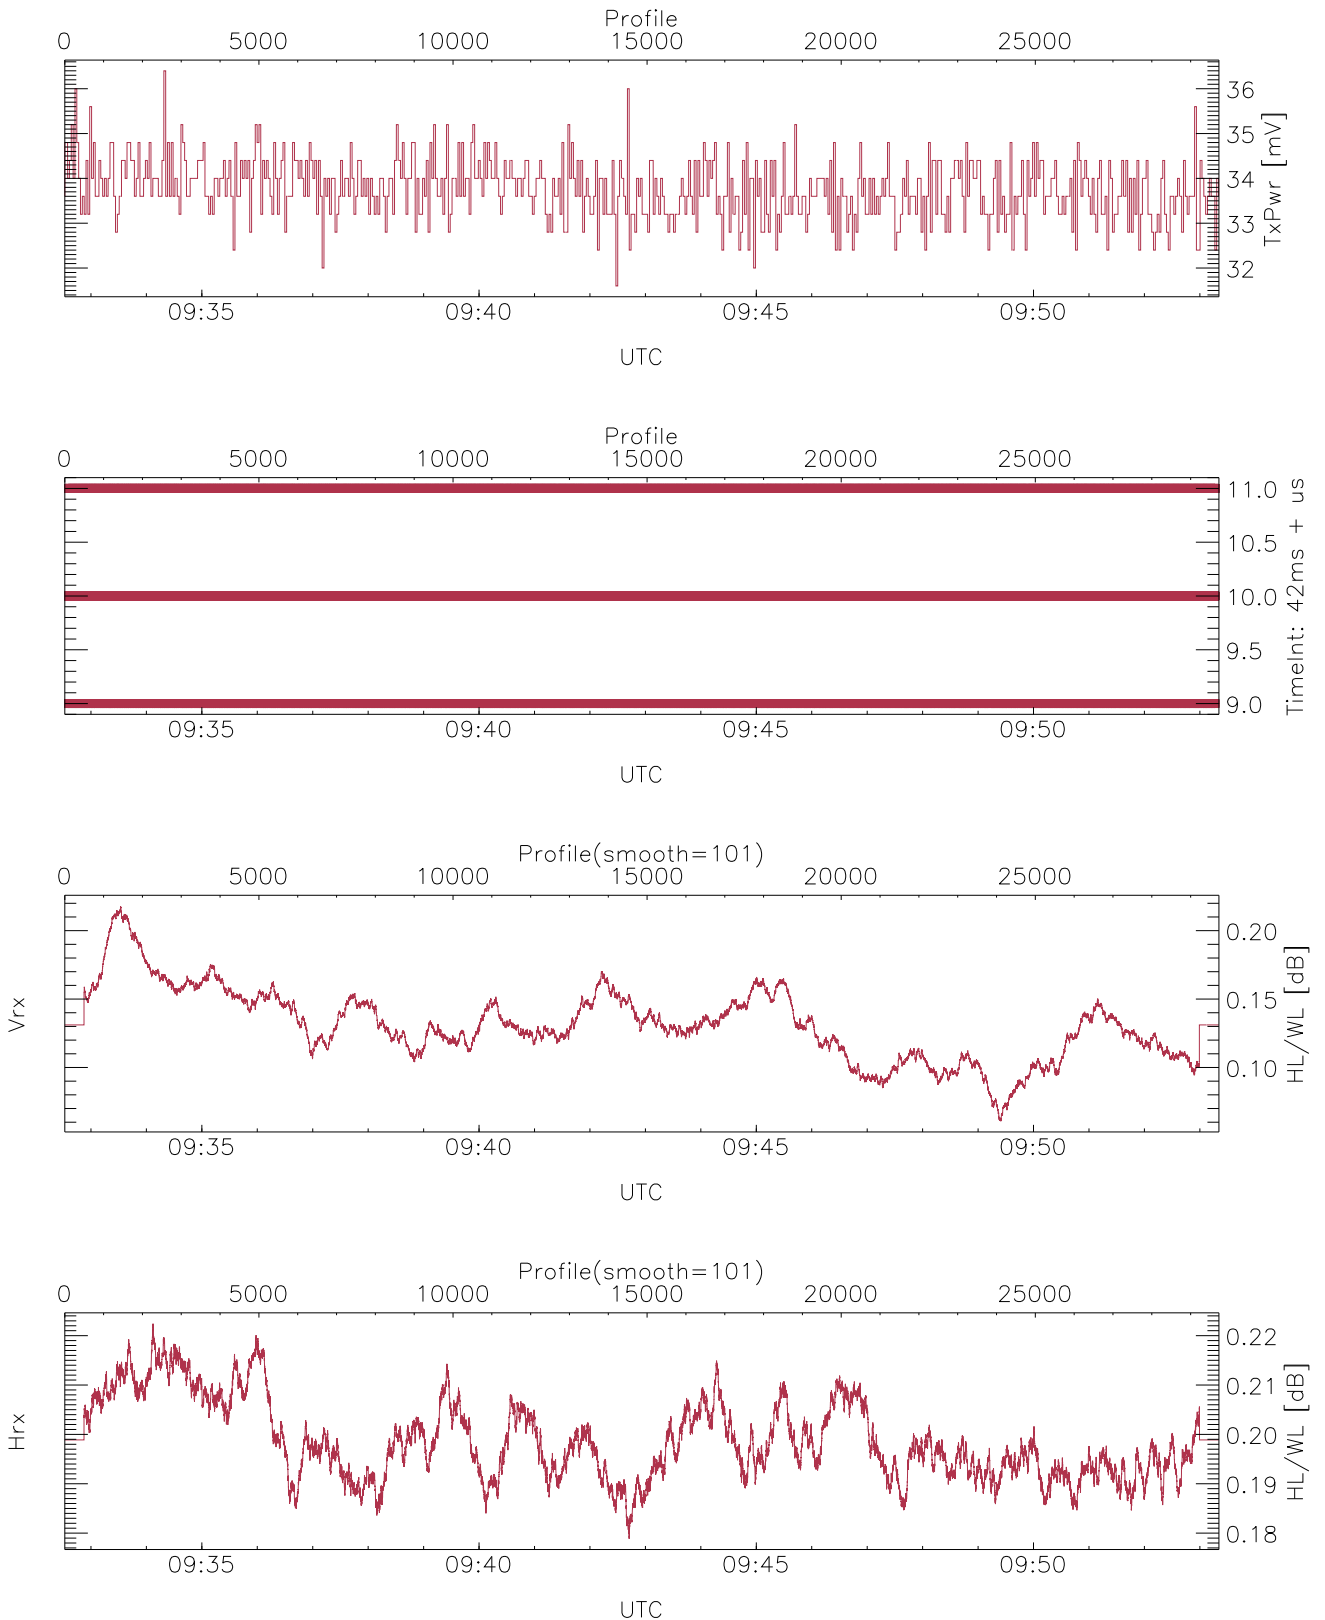 Profile
0 5000 10000 15000 20000 25000
36
35
34
33
32
TxPwr [mV]
09:35 09:40 09:45 09:50
UTC
Profile
0 5000 10000 15000 20000 25000
11.0
10.5
10.0
9.5
9.0
TimeInt: 42ms + us
09:35 09:40 09:45 09:50
UTC
Profile(smooth=101)
0 5000 10000 15000 20000 25000
Vrx
0.20
0.15
0.10
HL/WL [dB]
09:35 09:40 09:45 09:50
UTC
Profile(smooth=101)
0 5000 10000 15000 20000 25000
Hrx
0.22
0.21
0.20
0.19
0.18
HL/WL [dB]
09:35 09:40 09:45 09:50
UTC